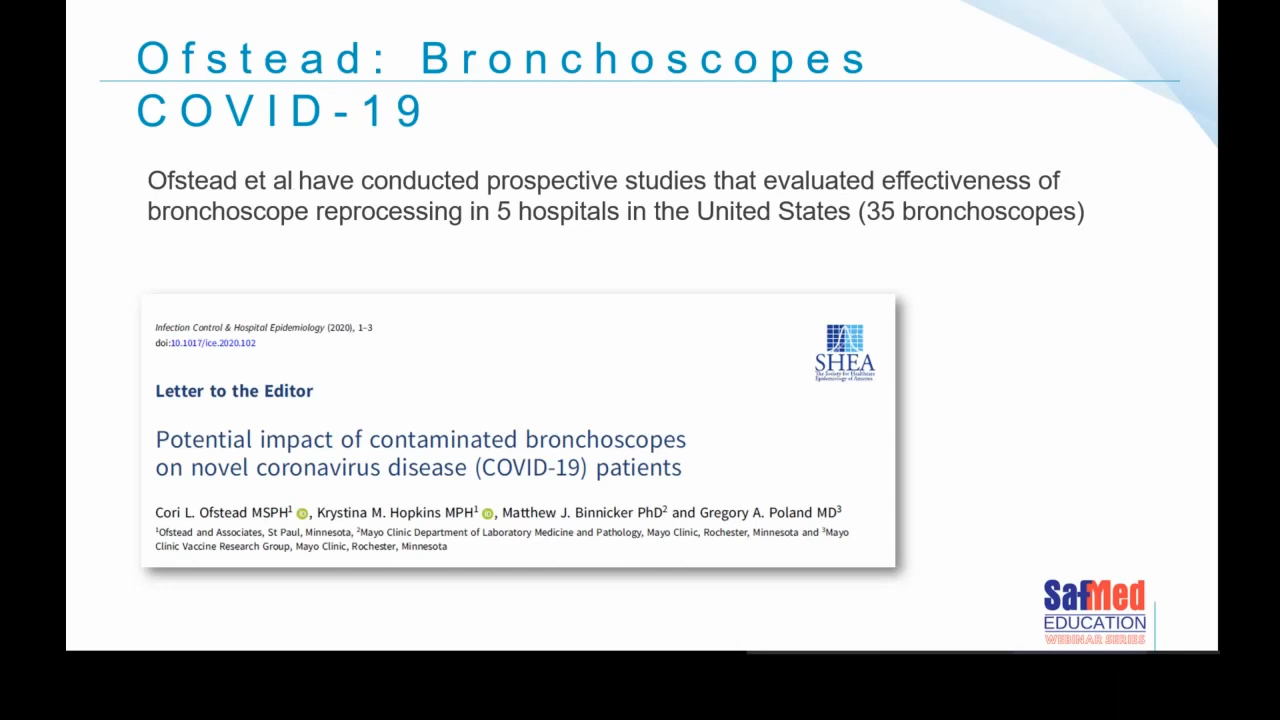 Ofstead: Bronchoscopes
COVID-19
Ofstead et al have conducted prospective studies that evaluated effectiveness of
bronchoscope reprocessing in 5 hospitals in the United States (35 bronchoscopes)
Infection Control & Hospital Epidemiology (2020), 1–3
doi:10.1017/ice.2020.102
SHEA
The Society for Healthcare
Epidemiology of America
Letter to the Editor
Potential impact of contaminated bronchoscopes
on novel coronavirus disease (COVID-19) patients
Cori L. Ofstead MSPH¹ iD, Krystina M. Hopkins MPH¹ iD, Matthew J. Binnicker PhD² and Gregory A. Poland MD³
¹Ofstead and Associates, St Paul, Minnesota, ²Mayo Clinic Department of Laboratory Medicine and Pathology, Mayo Clinic, Rochester, Minnesota and ³Mayo
Clinic Vaccine Research Group, Mayo Clinic, Rochester, Minnesota
SafMed
EDUCATION
WEBINAR SERIES